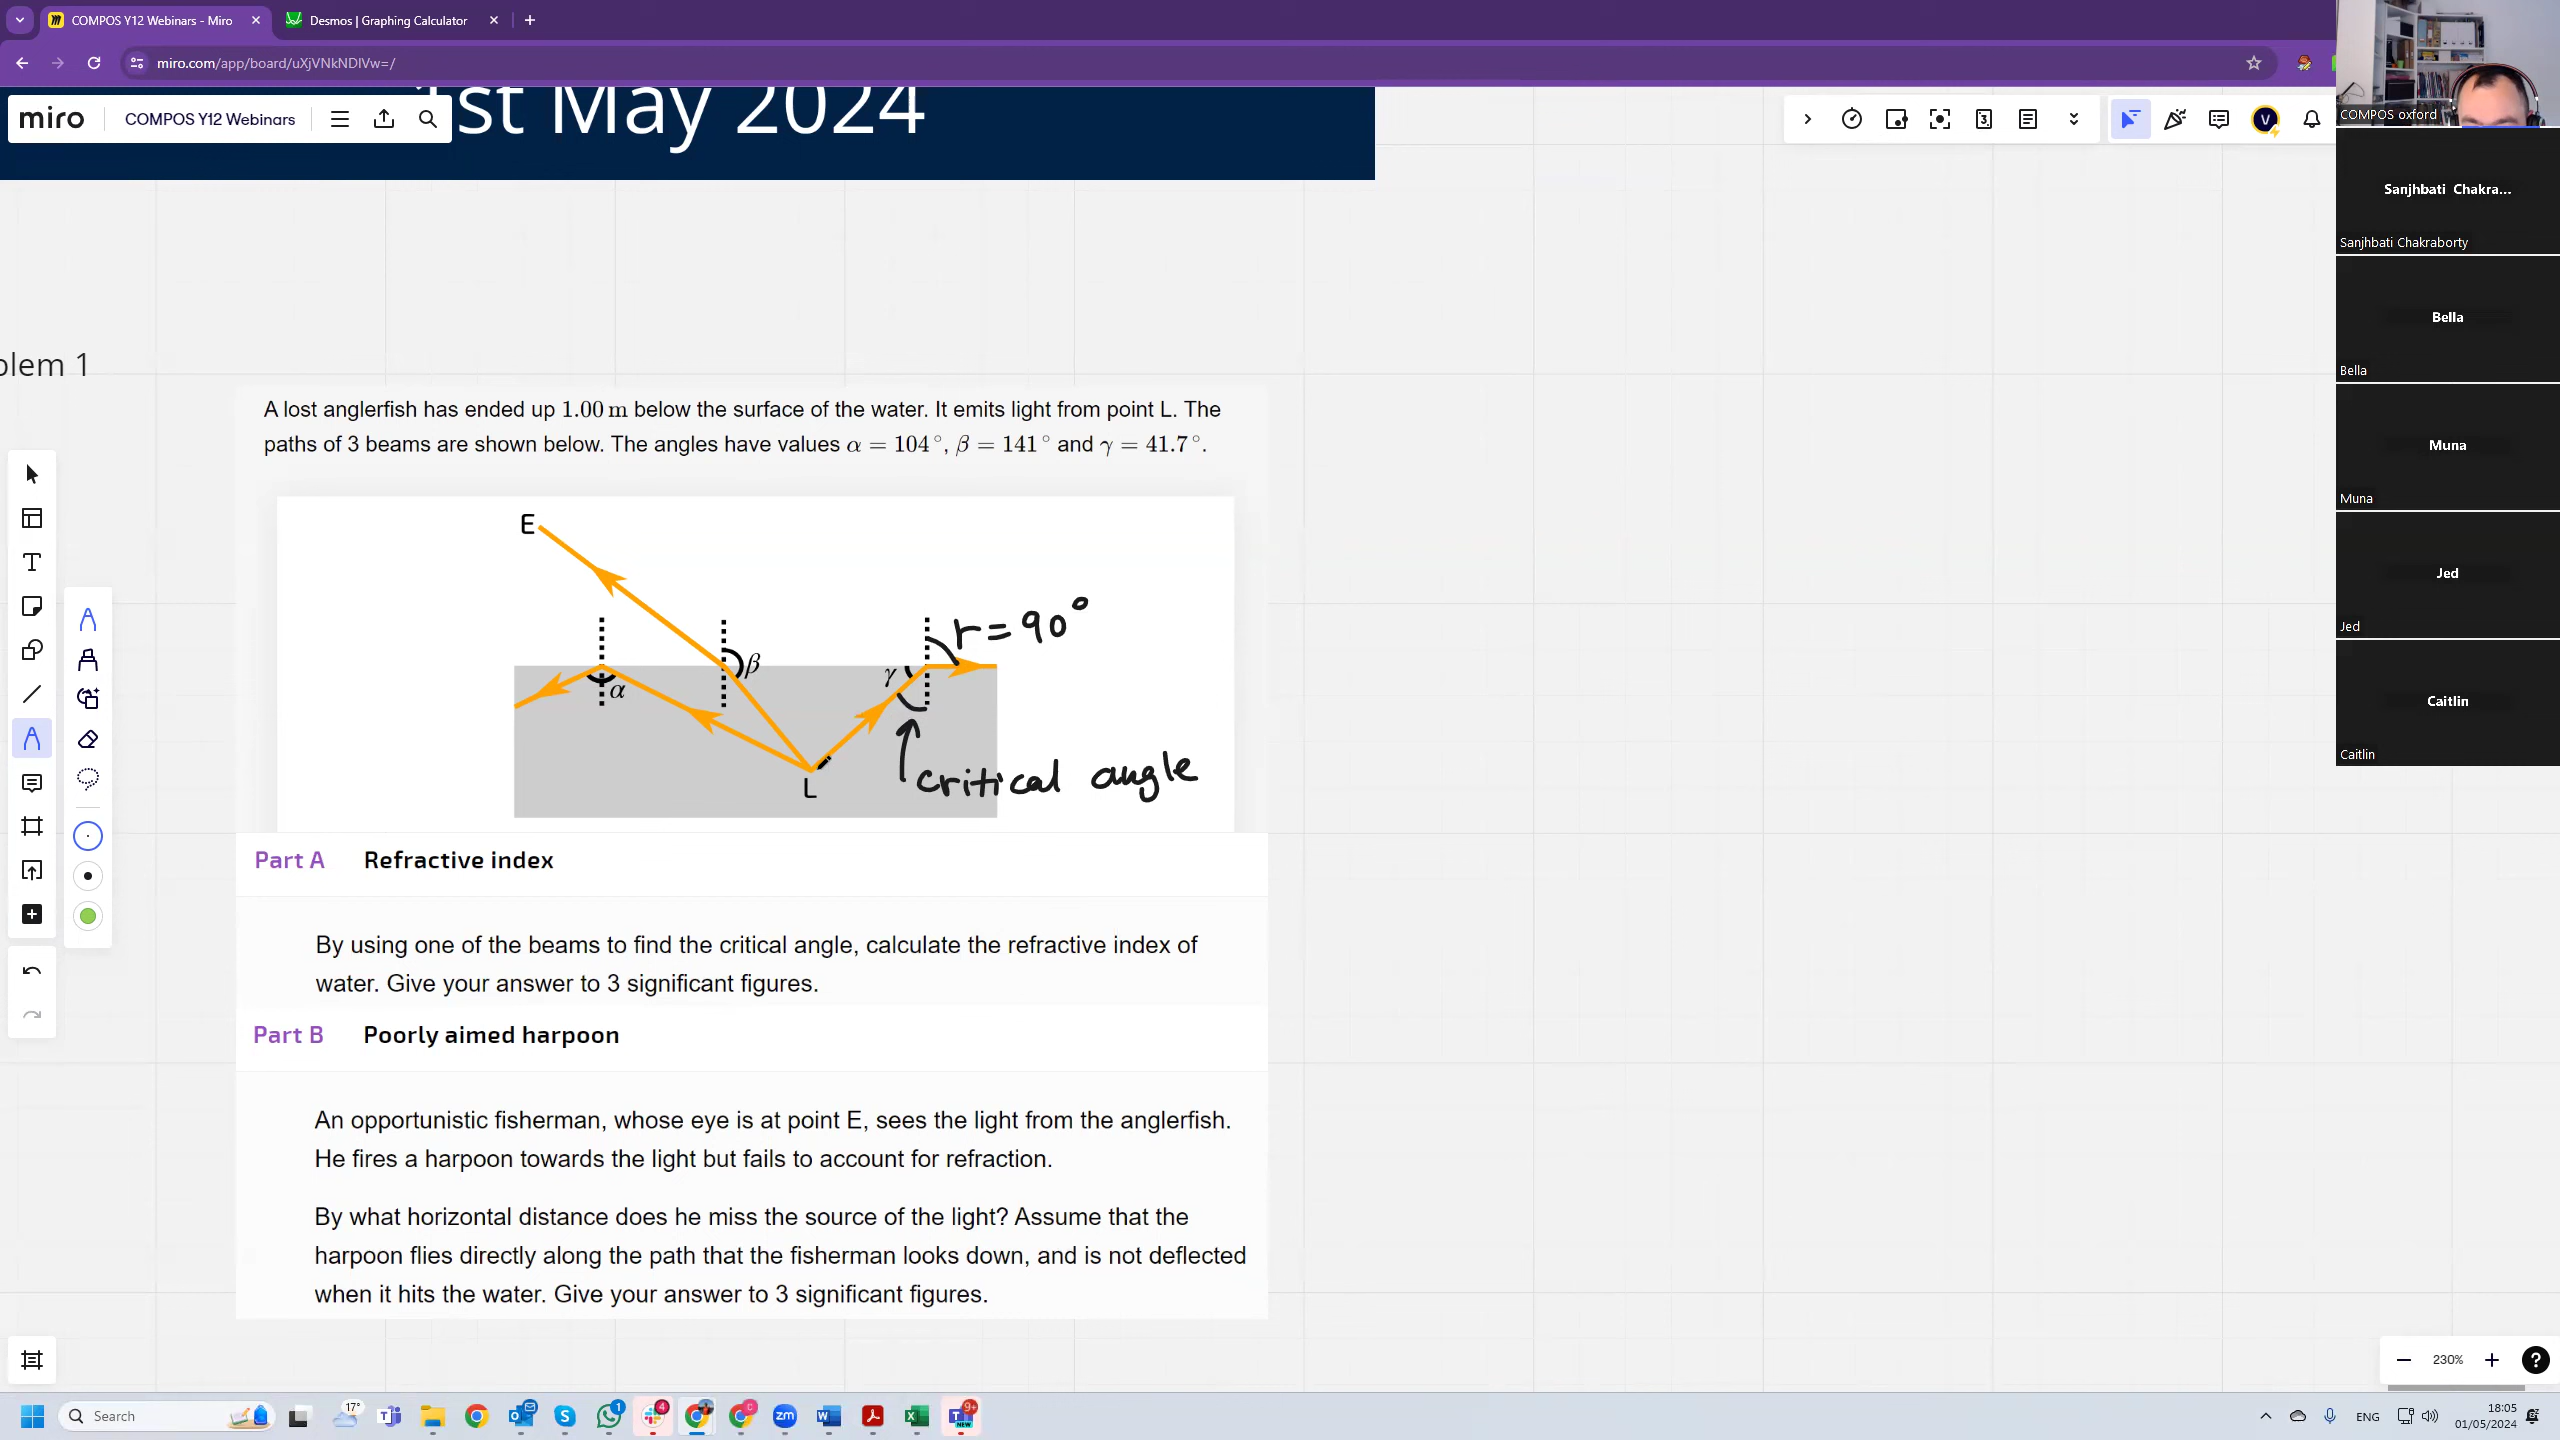 COMPOS Y12 Webinars - Miro
Desmos | Graphing Calculator
miro.com/app/board/uXjVNkNDlVw=/
miro
COMPOS Y12 Webinars
1st May 2024
V
COMPOS oxford
Sanjhbati Chakra...
Sanjhbati Chakraborty
Bella
Bella
Muna
Muna
Jed
Jed
Caitlin
Caitlin
blem 1
A lost anglerfish has ended up 1.00 m below the surface of the water. It emits light from point L. The
paths of 3 beams are shown below. The angles have values α = 104°, β = 141° and γ = 41.7°.
E
r = 90°
β
γ
α
L
critical angle
Part A Refractive index
By using one of the beams to find the critical angle, calculate the refractive index of
water. Give your answer to 3 significant figures.
Part B Poorly aimed harpoon
An opportunistic fisherman, whose eye is at point E, sees the light from the anglerfish.
He fires a harpoon towards the light but fails to account for refraction.
By what horizontal distance does he miss the source of the light? Assume that the
harpoon flies directly along the path that the fisherman looks down, and is not deflected
when it hits the water. Give your answer to 3 significant figures.
230%
Search
17°
1
4
zm
9+
NEW
ENG
18:05
01/05/2024